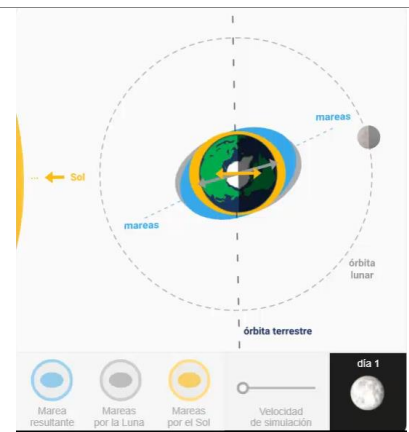 mareas
Sol
mareas
órbita
lunar
órbita terrestre
Marea
resultante
Mareas
por la Luna
Mareas
por el Sol
Velocidad
de simulación
día 1